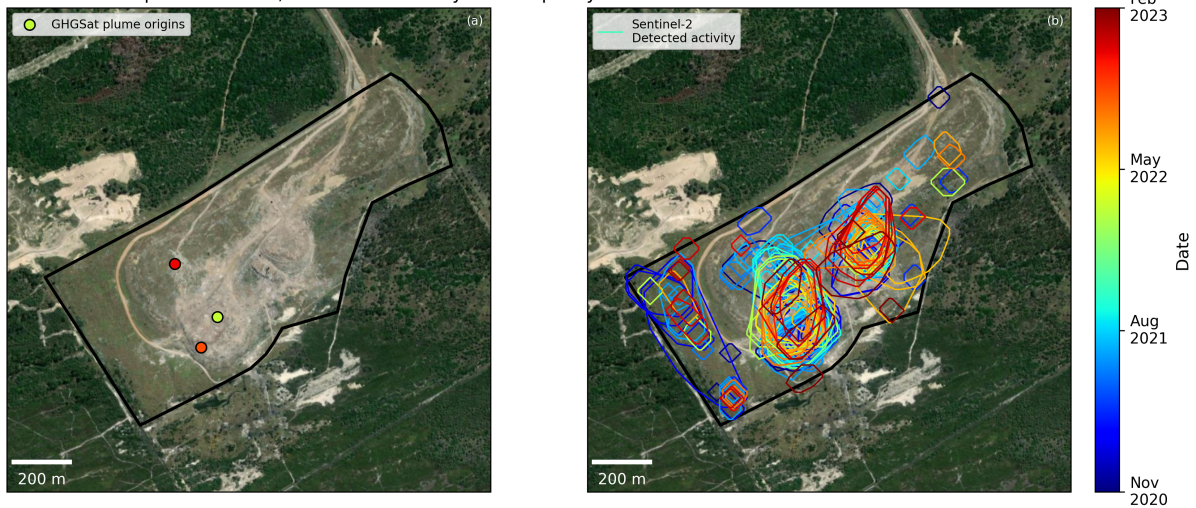 (a)
GHGSat plume origins
200 m
(b)
Sentinel-2
Detected activity
200 m
2023
May
2022
Aug
2021
Nov
2020
Date